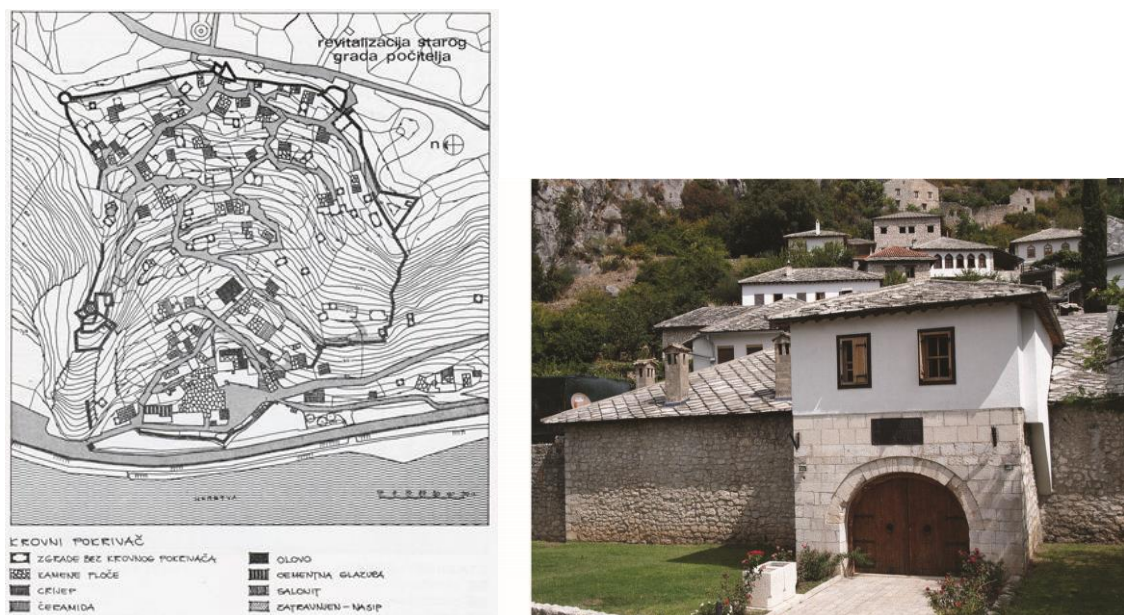 revitalizacija starog
grada počitelja
n
NERETVA
KROVNI POKRIVAČ
ZGRADE BEZ KROVNOG POKRIVAČA
KAMENE PLOČE
CRIJEP
ĆERAMIDA
OLOVO
CEMENTNA GLAZURA
SALONIT
ZATRAVNJEN-NASIP